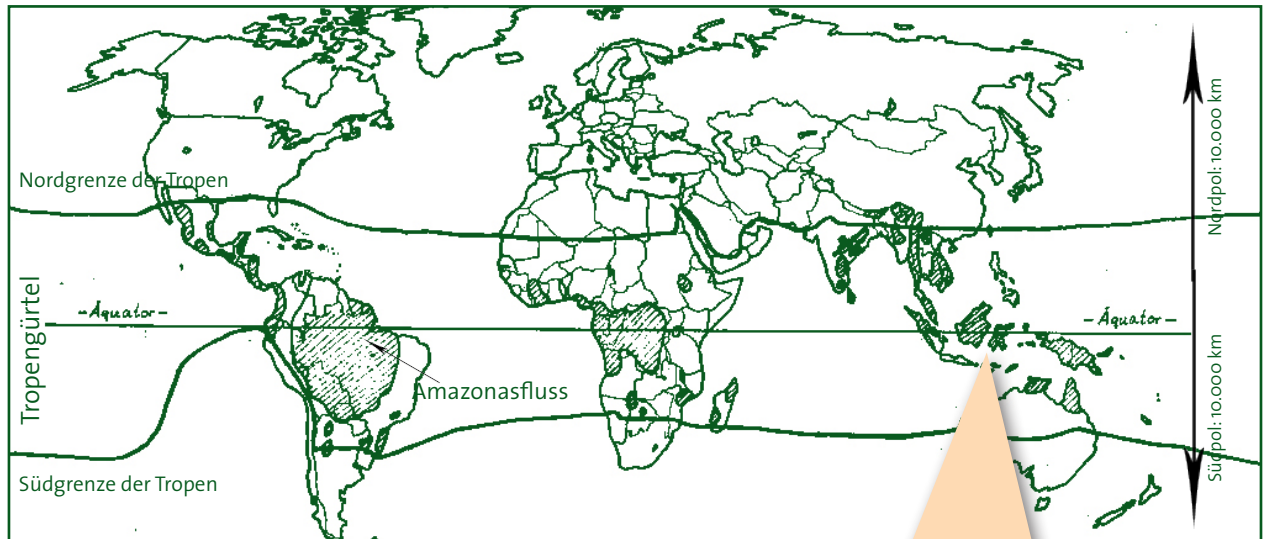 Nordgrenze der Tropen
Nordpol: 10.000 km
Tropengürtel
-Äquator-
-Äquator-
Amazonasfluss
Südpol: 10.000 km
Südgrenze der Tropen